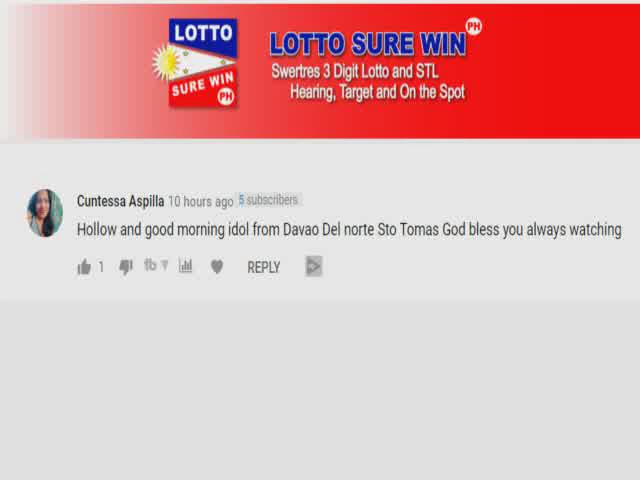 LOTTO
SURE WIN
PH
LOTTO SURE WIN PH
Swertres 3 Digit Lotto and STL
Hearing, Target and On the Spot
Cuntessa Aspilla 10 hours ago 5 subscribers
Hollow and good morning idol from Davao Del norte Sto Tomas God bless you always watching
1 tb REPLY